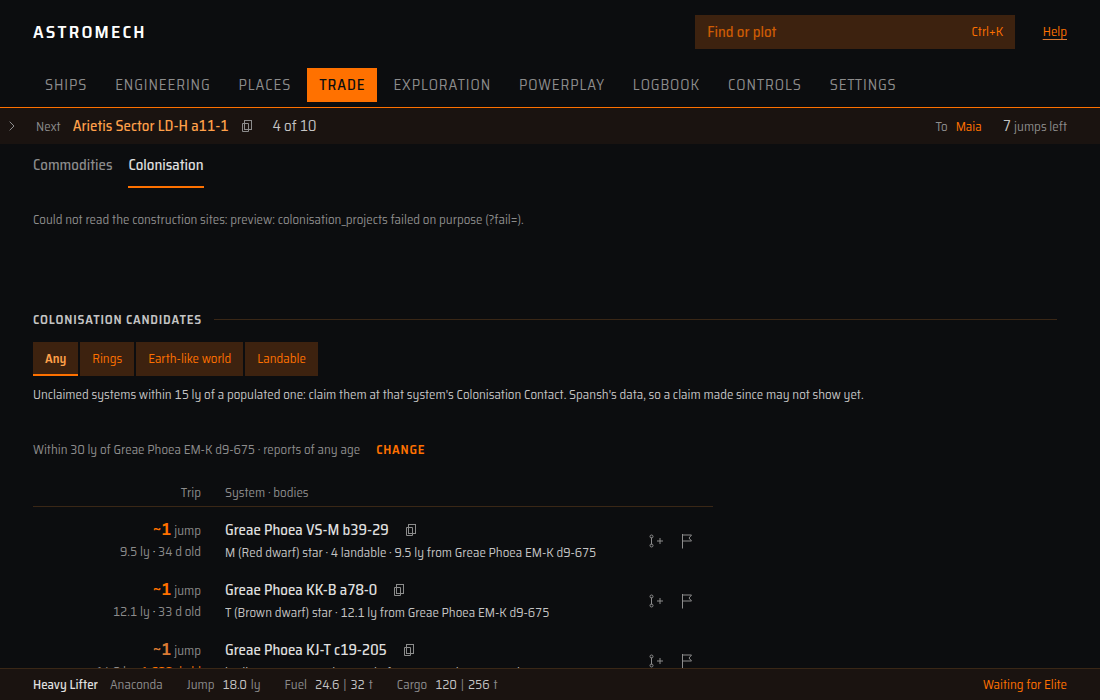 ASTROMECH
Find or plot Ctrl+K Help
SHIPS ENGINEERING PLACES TRADE EXPLORATION POWERPLAY LOGBOOK CONTROLS SETTINGS
Next Arietis Sector LD-H a11-1 4 of 10 To Maia 7 jumps left
Commodities Colonisation
Could not read the construction sites: preview: colonisation_projects failed on purpose (?fail=).
COLONISATION CANDIDATES
Any Rings Earth-like world Landable
Unclaimed systems within 15 ly of a populated one: claim them at that system's Colonisation Contact. Spansh's data, so a claim made since may not show yet.
Within 30 ly of Greae Phoea EM-K d9-675 · reports of any age CHANGE
Trip System · bodies
~1 jump Greae Phoea VS-M b39-29
9.5 ly · 34 d old M (Red dwarf) star · 4 landable · 9.5 ly from Greae Phoea EM-K d9-675
~1 jump Greae Phoea KK-B a78-0
12.1 ly · 33 d old T (Brown dwarf) star · 12.1 ly from Greae Phoea EM-K d9-675
~1 jump Greae Phoea KJ-T c19-205
Heavy Lifter Anaconda Jump 18.0 ly Fuel 24.6 | 32 t Cargo 120 | 256 t Waiting for Elite